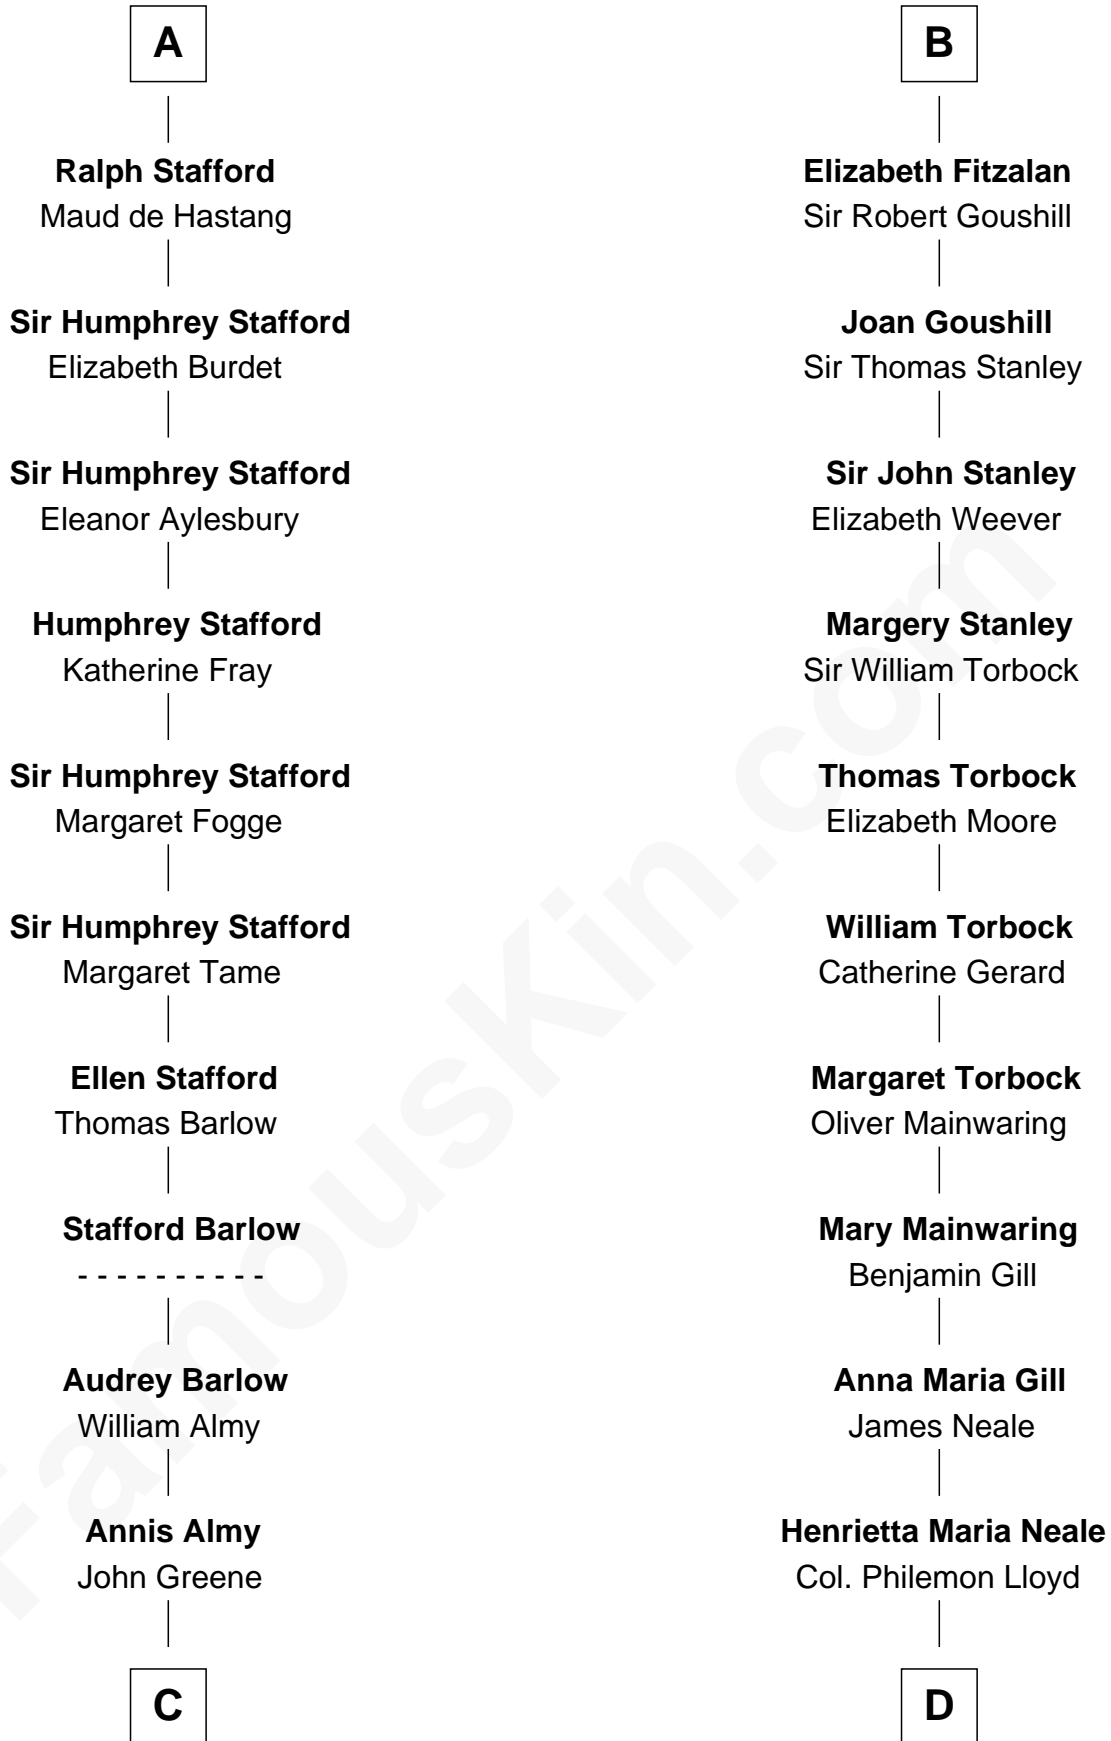 A
Ralph Stafford
Maud de Hastang
Sir Humphrey Stafford
Elizabeth Burdet
Sir Humphrey Stafford
Eleanor Aylesbury
Humphrey Stafford
Katherine Fray
Sir Humphrey Stafford
Margaret Fogge
Sir Humphrey Stafford
Margaret Tame
Ellen Stafford
Thomas Barlow
Stafford Barlow
- - - - - - - - - -
Audrey Barlow
William Almy
Annis Almy
John Greene
C
B
Elizabeth Fitzalan
Sir Robert Goushill
Joan Goushill
Sir Thomas Stanley
Sir John Stanley
Elizabeth Weever
Margery Stanley
Sir William Torbock
Thomas Torbock
Elizabeth Moore
William Torbock
Catherine Gerard
Margaret Torbock
Oliver Mainwaring
Mary Mainwaring
Benjamin Gill
Anna Maria Gill
James Neale
Henrietta Maria Neale
Col. Philemon Lloyd
D
FamousKin.com